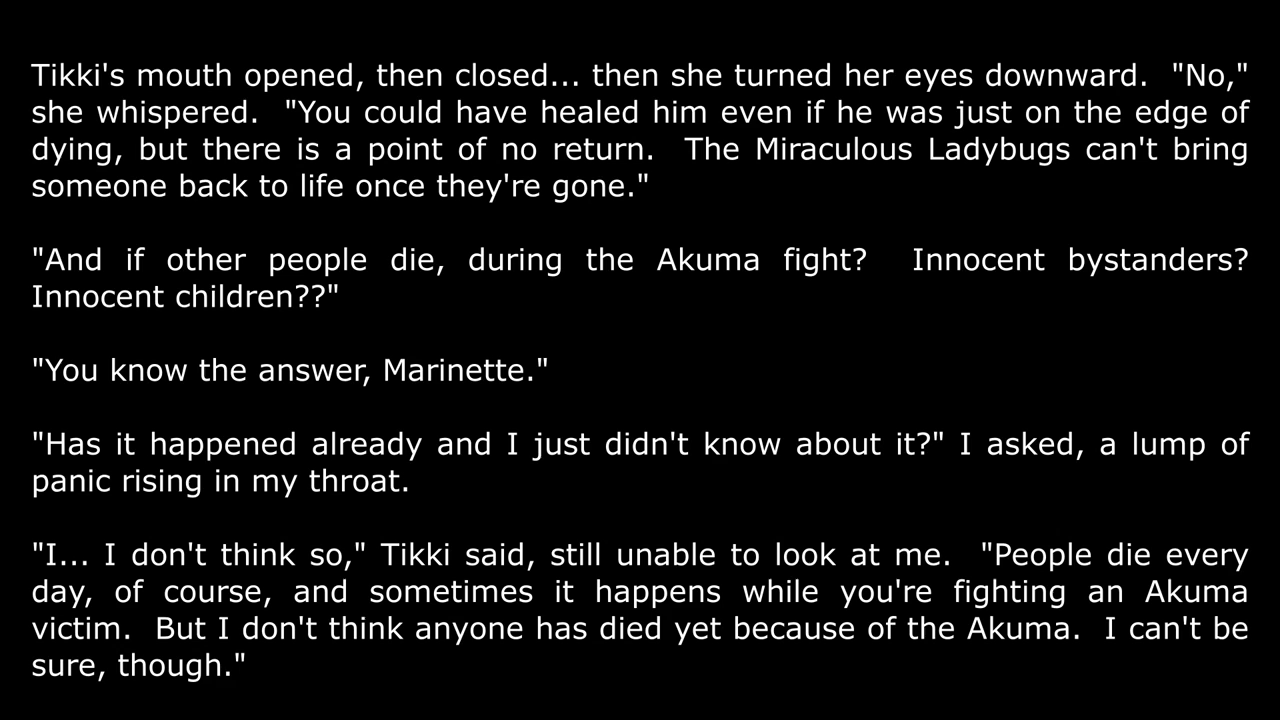 Tikki's mouth opened, then closed... then she turned her eyes downward.  "No,"
she whispered.  "You could have healed him even if he was just on the edge of
dying, but there is a point of no return.  The Miraculous Ladybugs can't bring
someone back to life once they're gone."
"And if other people die, during the Akuma fight?  Innocent bystanders?
Innocent children??"
"You know the answer, Marinette."
"Has it happened already and I just didn't know about it?" I asked, a lump of
panic rising in my throat.
"I... I don't think so," Tikki said, still unable to look at me.  "People die every
day, of course, and sometimes it happens while you're fighting an Akuma
victim.  But I don't think anyone has died yet because of the Akuma.  I can't be
sure, though."